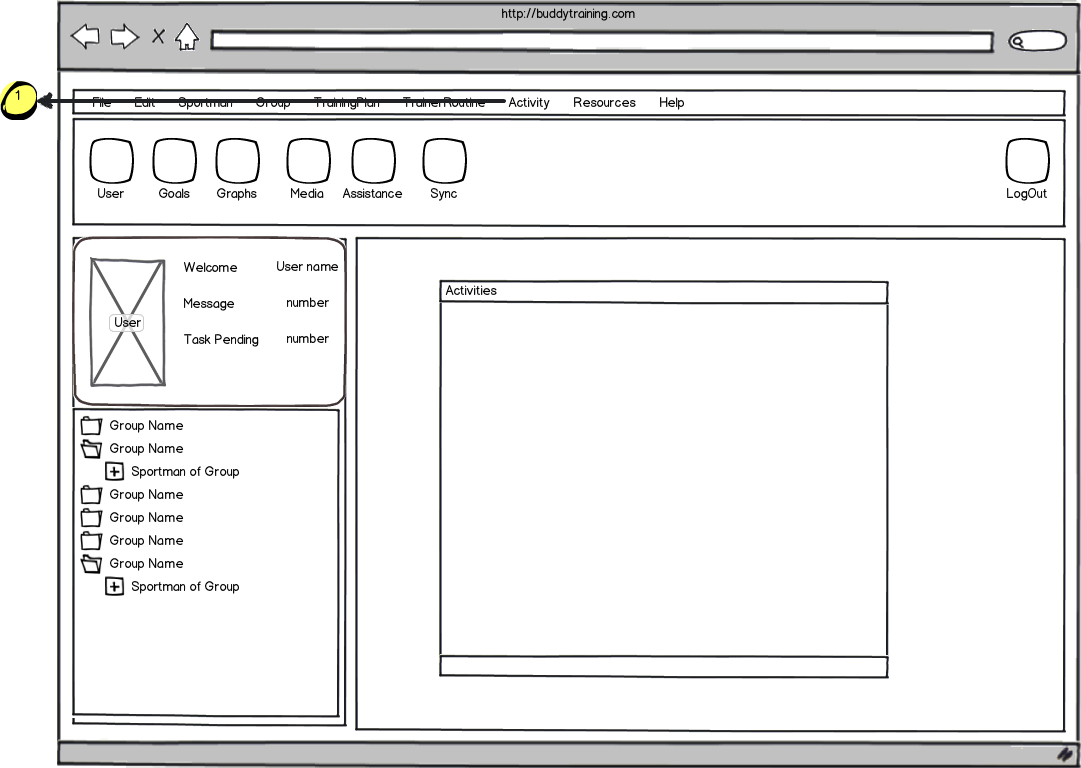 http://buddytraining.com
1
File Edit Sportman Group TrainingPlan TrainerRoutine Activity Resources Help
User Goals Graphs Media Assistance Sync LogOut
Welcome User name
Message number
User
Task Pending number
Activities
Group Name
Group Name
Sportman of Group
Group Name
Group Name
Group Name
Group Name
Sportman of Group